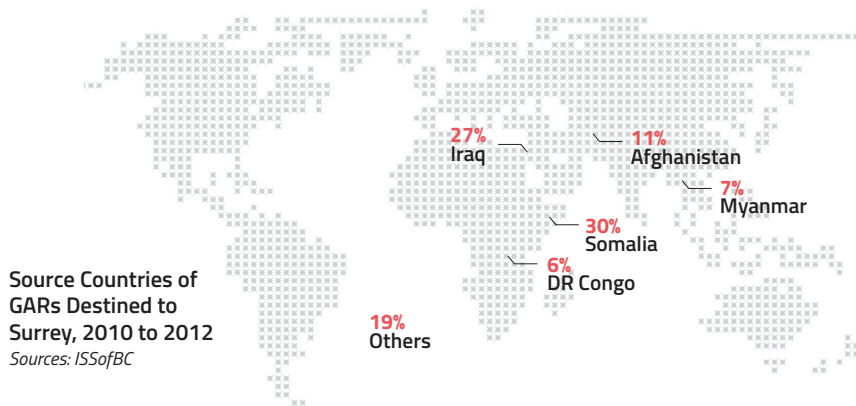 27%
Iraq
11%
Afghanistan
7%
Myanmar
30%
Somalia
6%
DR Congo
19%
Others
Source Countries of
GARs Destined to
Surrey, 2010 to 2012
Sources: ISSofBC